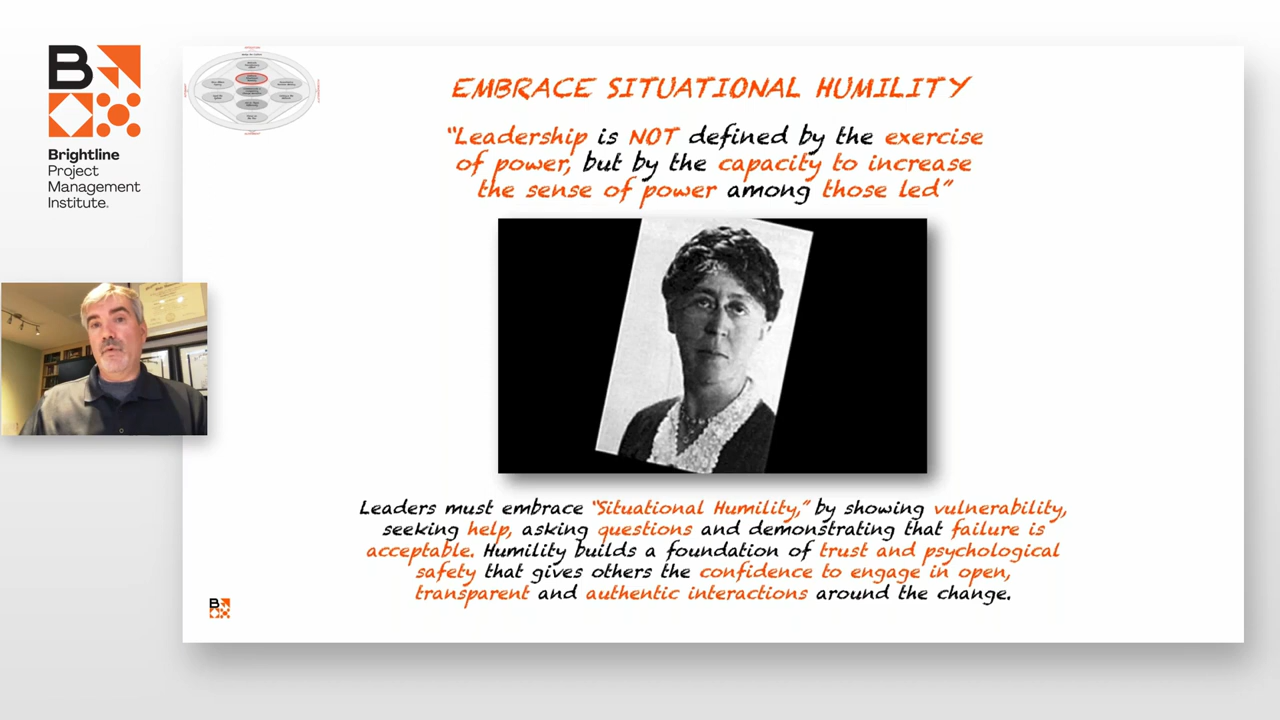 Brightline
Project
Management
Institute.
EMBRACE SITUATIONAL HUMILITY
"Leadership is NOT defined by the exercise
of power, but by the capacity to increase
the sense of power among those led"
Leaders must embrace "Situational Humility," by showing vulnerability,
seeking help, asking questions and demonstrating that failure is
acceptable. Humility builds a foundation of trust and psychological
safety that gives others the confidence to engage in open,
transparent and authentic interactions around the change.